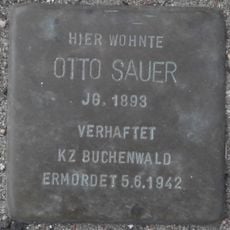 HIER WOHNTE
OTTO SAUER
JG. 1893
VERHAFTET
KZ BUCHENWALD
ERMORDET 5.6.1942